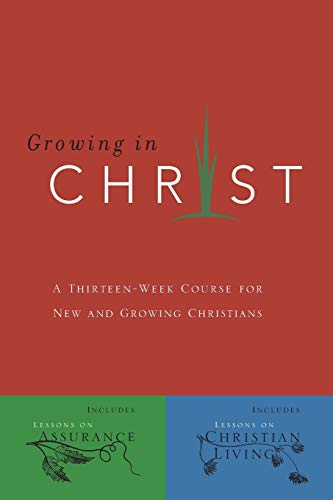 Growing in
CHRIST
A Thirteen-Week Course for
New and Growing Christians
Includes
Lessons on
Assurance
Includes
Lessons on
Christian
Living